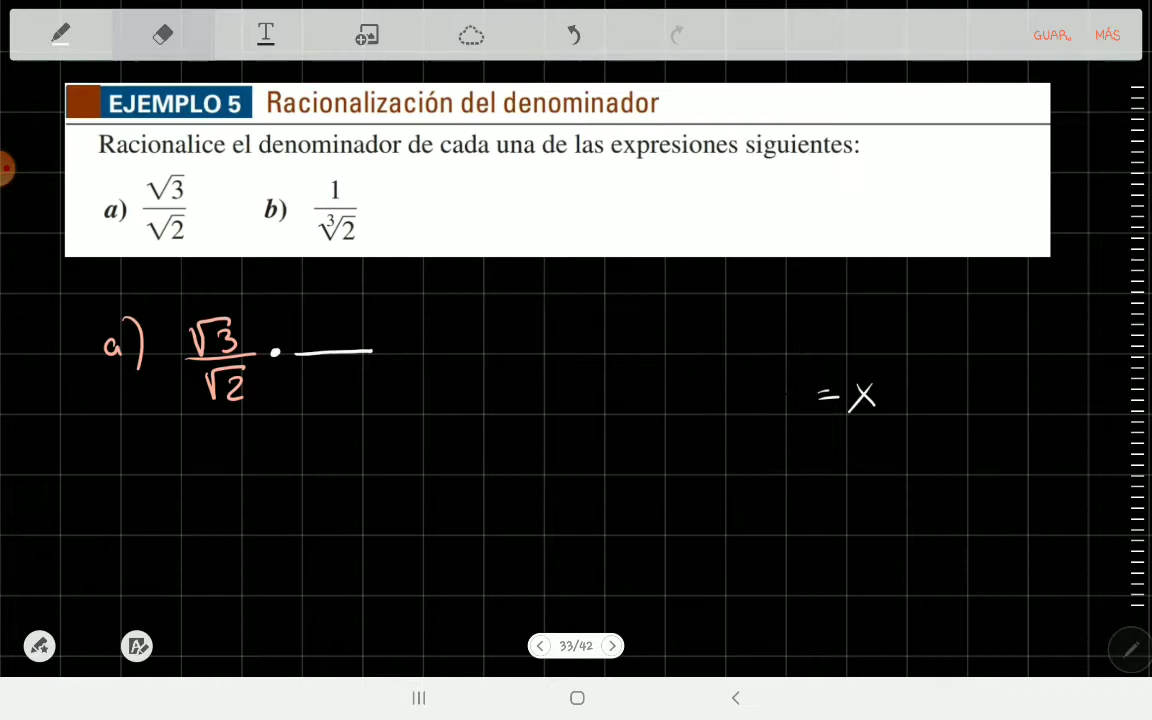 T GUAR. MÁS
EJEMPLO 5 Racionalización del denominador
Racionalice el denominador de cada una de las expresiones siguientes:
a) √3/√2 b) 1/∛2
a) √3/√2 · —
= x
33/42